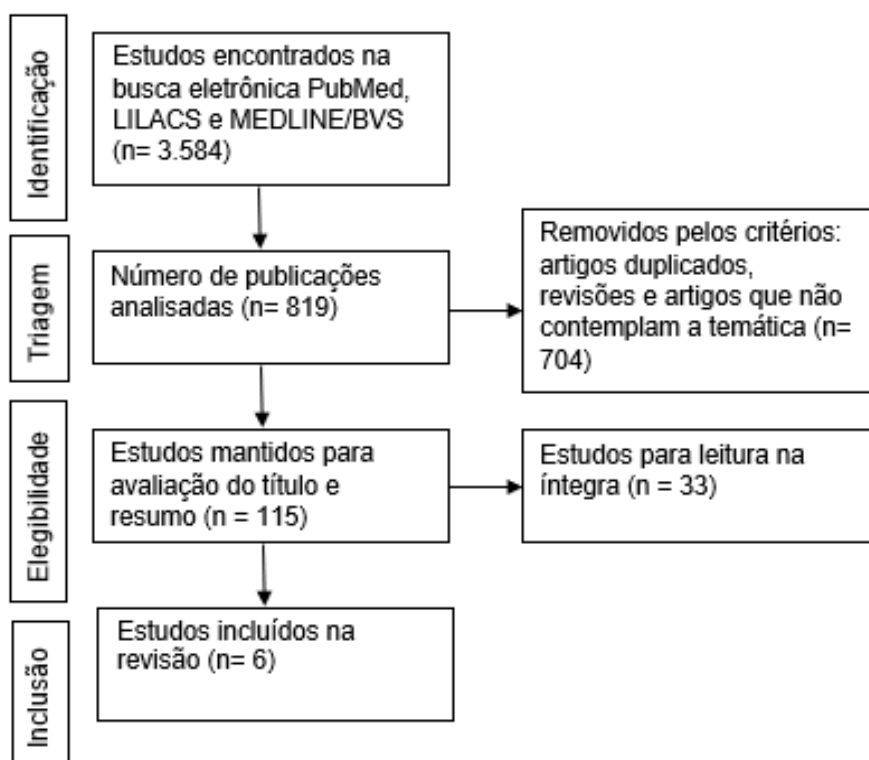 Identificação
Estudos encontrados na
busca eletrônica PubMed,
LILACS e MEDLINE/BVS
(n= 3.584)
Triagem
Número de publicações
analisadas (n= 819)
Removidos pelos critérios:
artigos duplicados,
revisões e artigos que não
contemplam a temática (n=
704)
Elegibilidade
Estudos mantidos para
avaliação do título e
resumo (n = 115)
Estudos para leitura na
íntegra (n = 33)
Inclusão
Estudos incluídos na
revisão (n= 6)